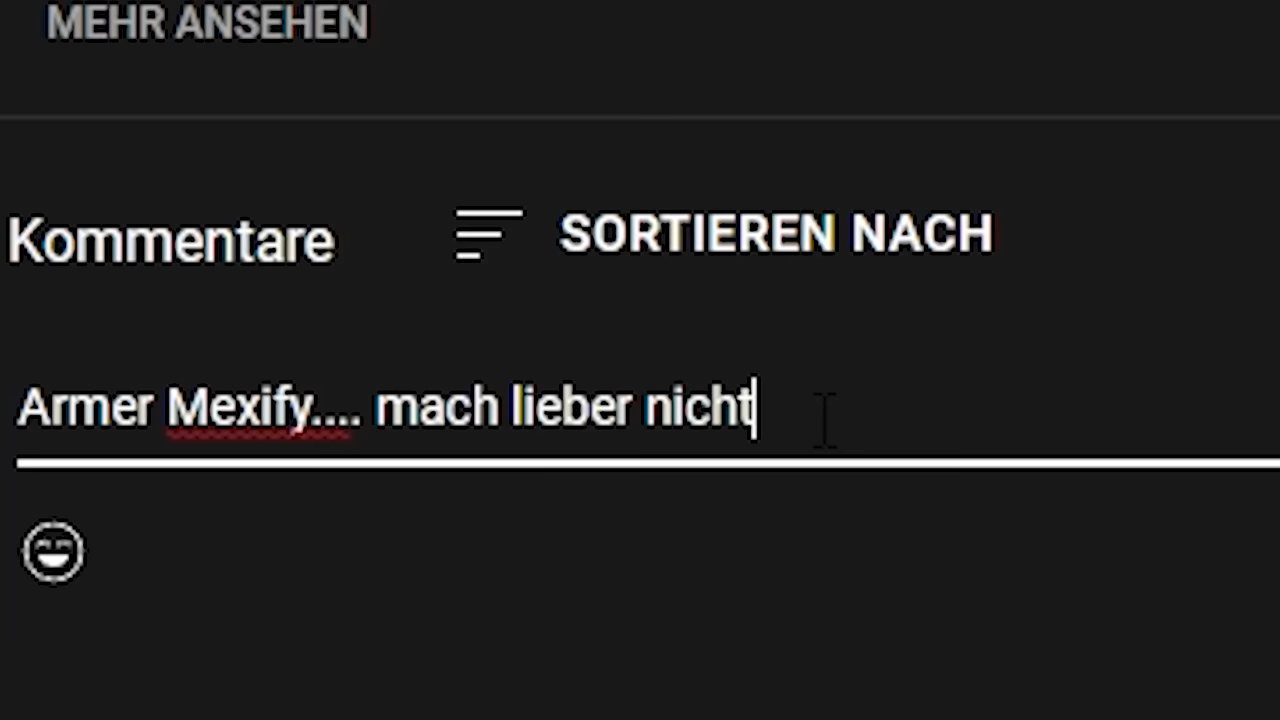 MEHR ANSEHEN
Kommentare SORTIEREN NACH
Armer Mexify.... mach lieber nicht